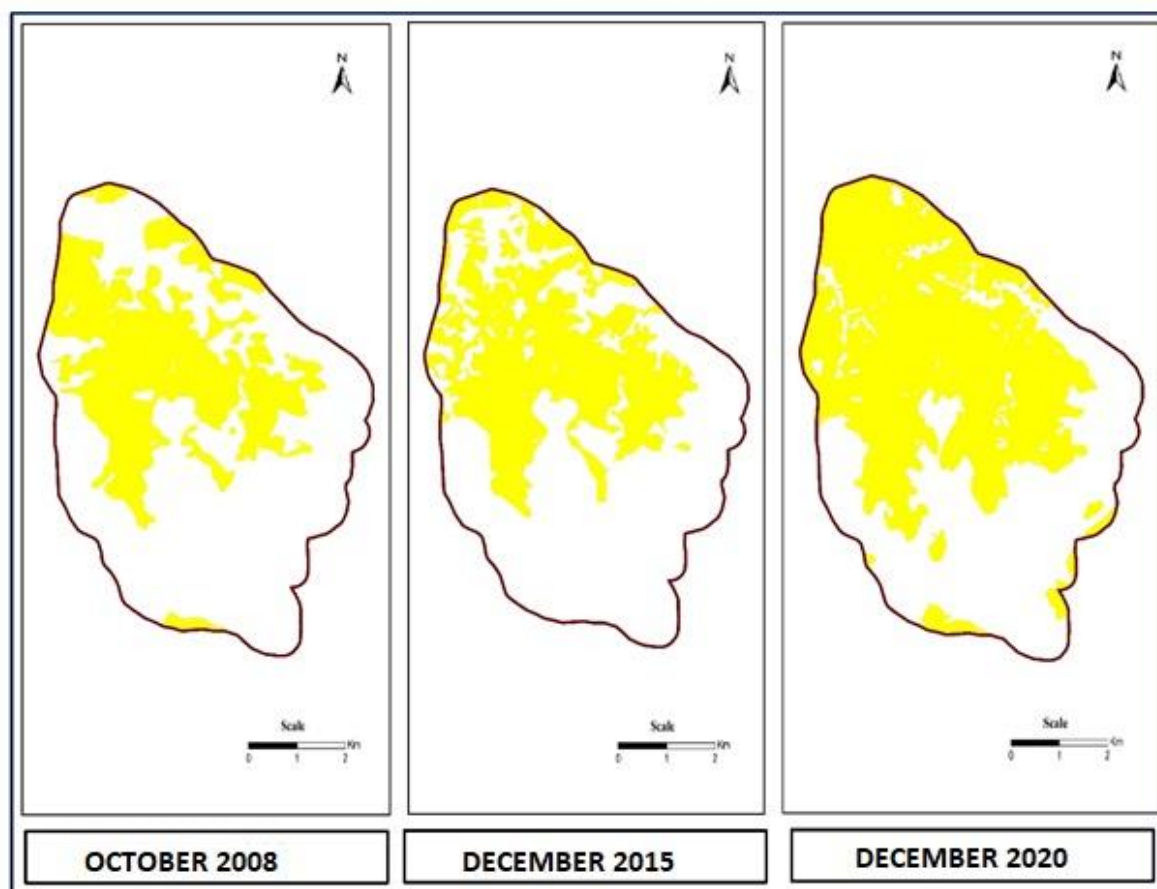 N
Scale
Km
0 1 2
OCTOBER 2008
N
Scale
Km
0 1 2
DECEMBER 2015
N
Scale
Km
0 1 2
DECEMBER 2020